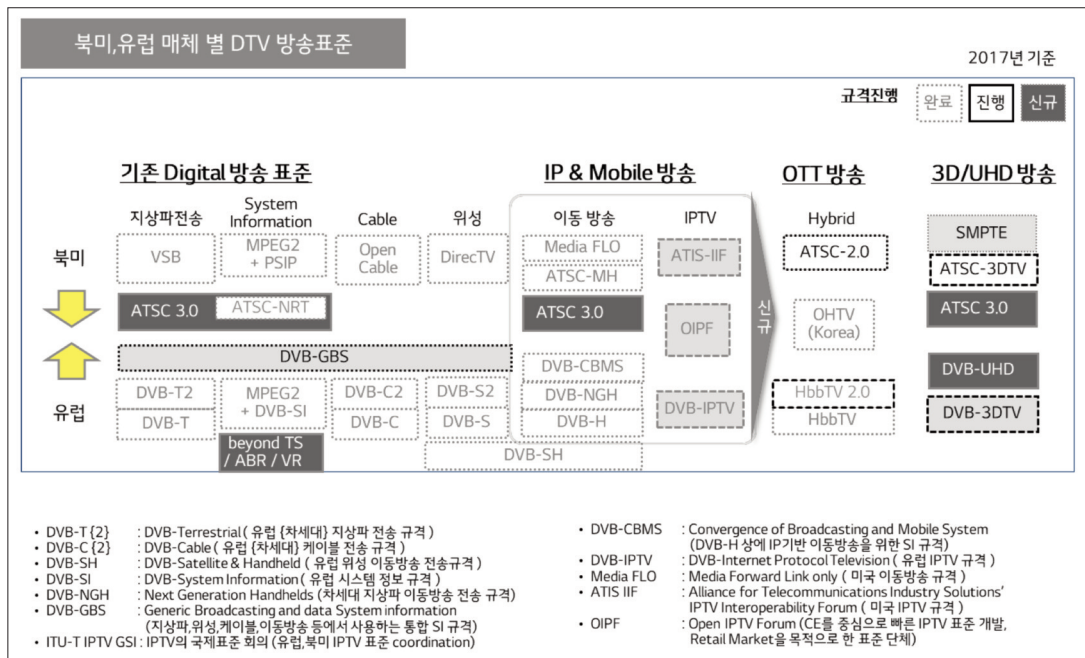 북미,유럽 매체 별 DTV 방송표준
2017년 기준
규격진행
완료
진행
신규
기존 Digital 방송 표준
IP & Mobile 방송
OTT 방송
3D/UHD 방송
지상파전송
System
Information
Cable
위성
이동 방송
IPTV
Hybrid
북미
VSB
MPEG2
+ PSIP
Open
Cable
DirecTV
Media FLO
ATSC-MH
ATIS-IIF
ATSC-2.0
SMPTE
ATSC-3DTV
ATSC 3.0
ATSC-NRT
ATSC 3.0
OIPF
신규
OHTV
(Korea)
ATSC 3.0
DVB-GBS
DVB-CBMS
DVB-UHD
유럽
DVB-T2
DVB-T
MPEG2
+ DVB-SI
DVB-C2
DVB-C
DVB-S2
DVB-S
DVB-NGH
DVB-H
DVB-IPTV
HbbTV 2.0
HbbTV
DVB-3DTV
beyond TS
/ ABR / VR
DVB-SH
• DVB-T {2} : DVB-Terrestrial ( 유럽 {차세대} 지상파 전송 규격 )
• DVB-C {2} : DVB-Cable ( 유럽 {차세대} 케이블 전송 규격 )
• DVB-SH : DVB-Satellite & Handheld ( 유럽 위성 이동방송 전송규격 )
• DVB-SI : DVB-System Information ( 유럽 시스템 정보 규격 )
• DVB-NGH : Next Generation Handhelds (차세대 지상파 이동방송 전송 규격)
• DVB-GBS : Generic Broadcasting and data System information
(지상파,위성,케이블,이동방송 등에서 사용하는 통합 SI 규격)
• ITU-T IPTV GSI : IPTV의 국제표준 회의 (유럽,북미 IPTV 표준 coordination)
• DVB-CBMS : Convergence of Broadcasting and Mobile System
(DVB-H 상에 IP기반 이동방송을 위한 SI 규격)
• DVB-IPTV : DVB-Internet Protocol Television ( 유럽 IPTV 규격 )
• Media FLO : Media Forward Link only ( 미국 이동방송 규격 )
• ATIS IIF : Alliance for Telecommunications Industry Solutions'
IPTV Interoperability Forum ( 미국 IPTV 규격 )
• OIPF : Open IPTV Forum (CE를 중심으로 빠른 IPTV 표준 개발,
Retail Market을 목적으로 한 표준 단체)